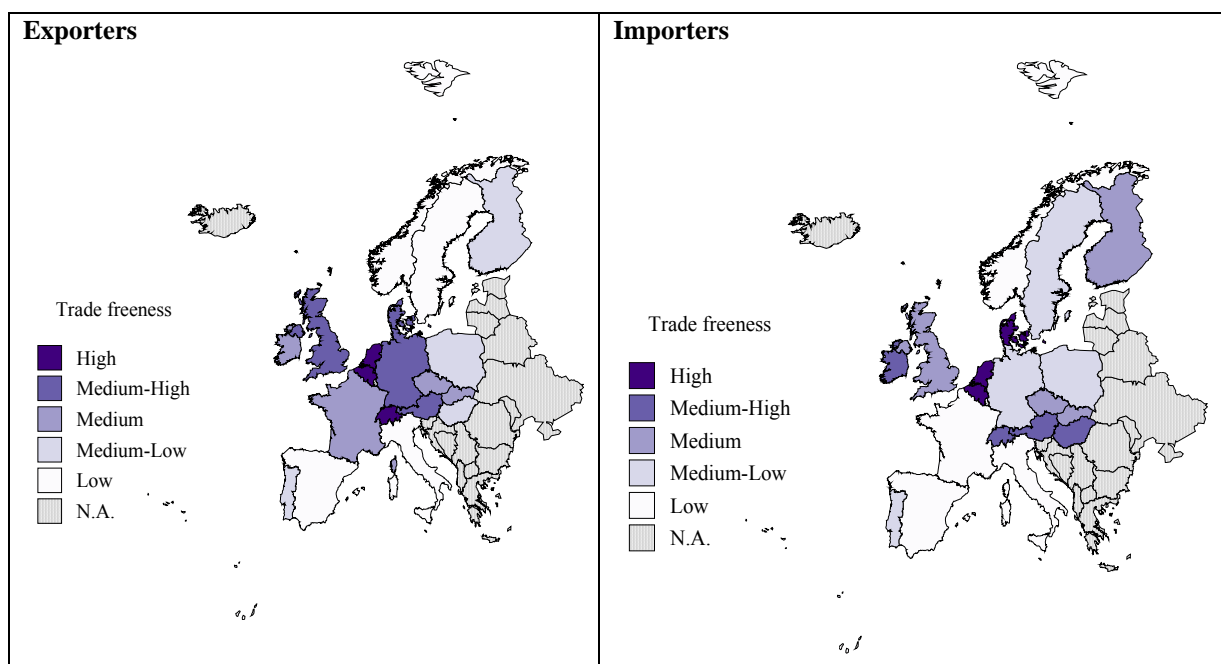 Exporters
Trade freeness
High
Medium-High
Medium
Medium-Low
Low
N.A.
Importers
Trade freeness
High
Medium-High
Medium
Medium-Low
Low
N.A.